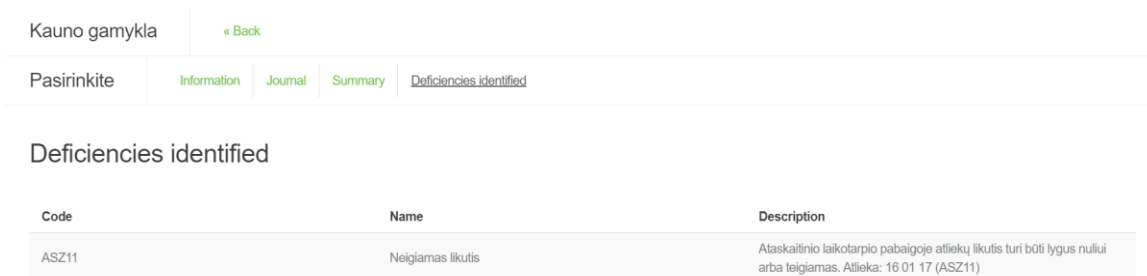 Kauno gamykla « Back
Pasirinkite Information Journal Summary Deficiencies identified
Deficiencies identified
Code Name Description
ASZ11 Neigiamas likutis Ataskaitinio laikotarpio pabaigoje atliekų likutis turi būti lygus nuliui
arba teigiamas. Atlieka: 16 01 17 (ASZ11)